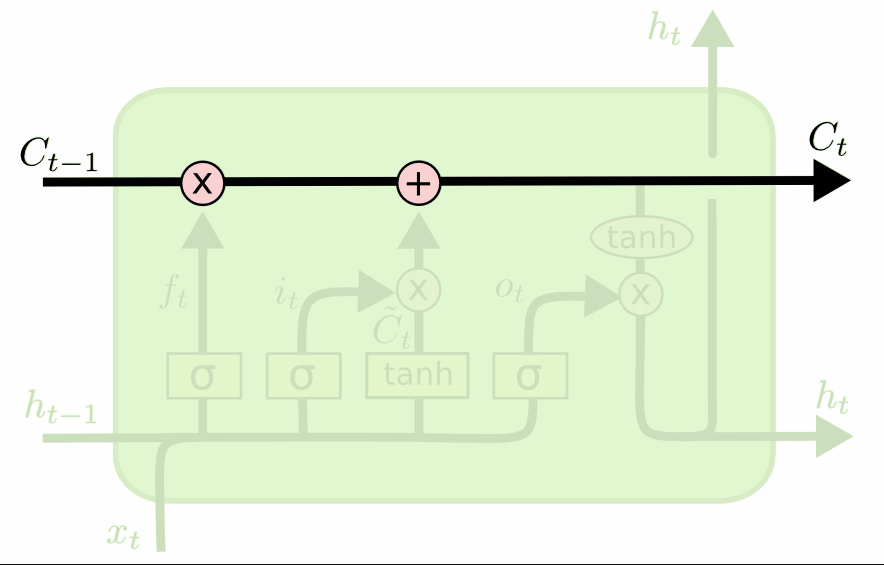 h_t
C_{t-1}
C_t
x
+
tanh
f_t
i_t
x
o_t
x
C̃_t
σ
σ
tanh
σ
h_{t-1}
h_t
x_t